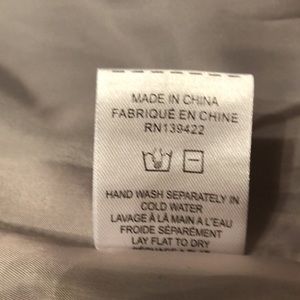 MADE IN CHINA
FABRIQUÉ EN CHINE
RN139422
HAND WASH SEPARATELY IN
COLD WATER
LAVAGE À LÀ MAIN A L'EAU
FROIDE SÉPARÉMENT
LAY FLAT TO DRY